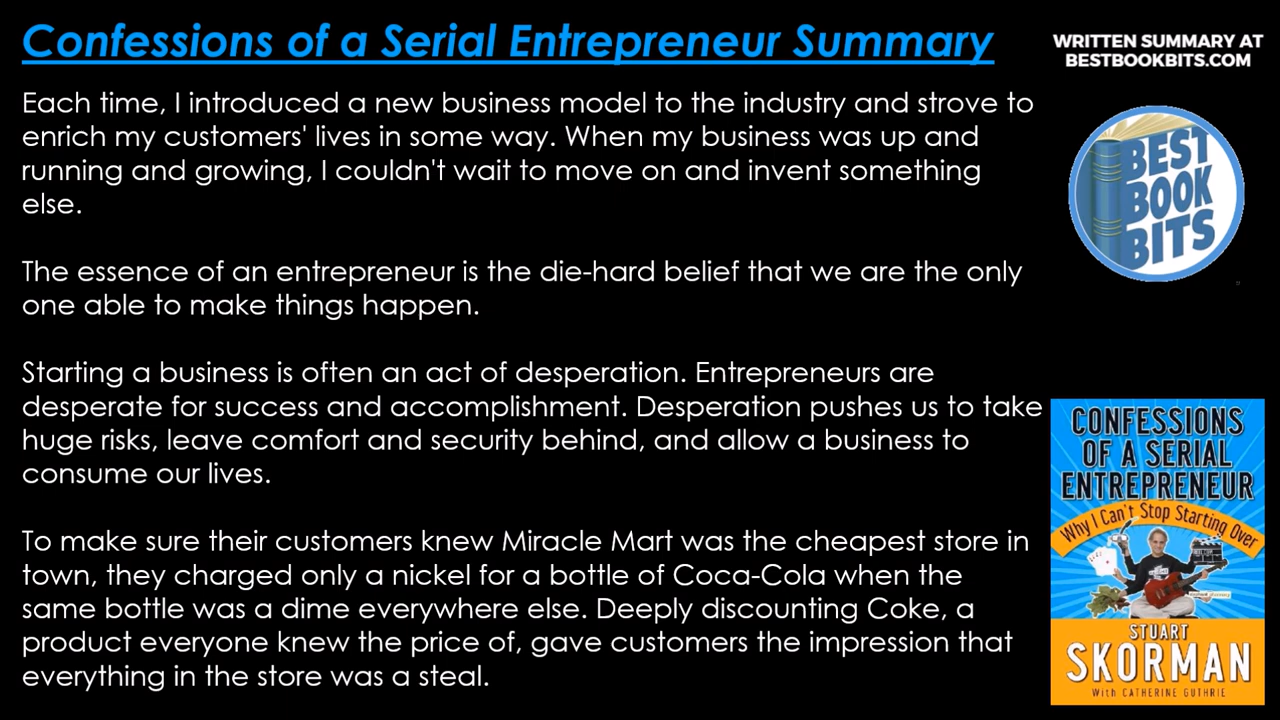 Confessions of a Serial Entrepreneur Summary
WRITTEN SUMMARY AT
BESTBOOKBITS.COM
Each time, I introduced a new business model to the industry and strove to
enrich my customers' lives in some way. When my business was up and
running and growing, I couldn't wait to move on and invent something
else.
The essence of an entrepreneur is the die-hard belief that we are the only
one able to make things happen.
Starting a business is often an act of desperation. Entrepreneurs are
desperate for success and accomplishment. Desperation pushes us to take
huge risks, leave comfort and security behind, and allow a business to
consume our lives.
To make sure their customers knew Miracle Mart was the cheapest store in
town, they charged only a nickel for a bottle of Coca-Cola when the
same bottle was a dime everywhere else. Deeply discounting Coke, a
product everyone knew the price of, gave customers the impression that
everything in the store was a steal.
BEST
BOOK
BITS
CONFESSIONS
OF A SERIAL
ENTREPRENEUR
Why I Can't Stop Starting Over
STUART
SKORMAN
With CATHERINE GUTHRIE